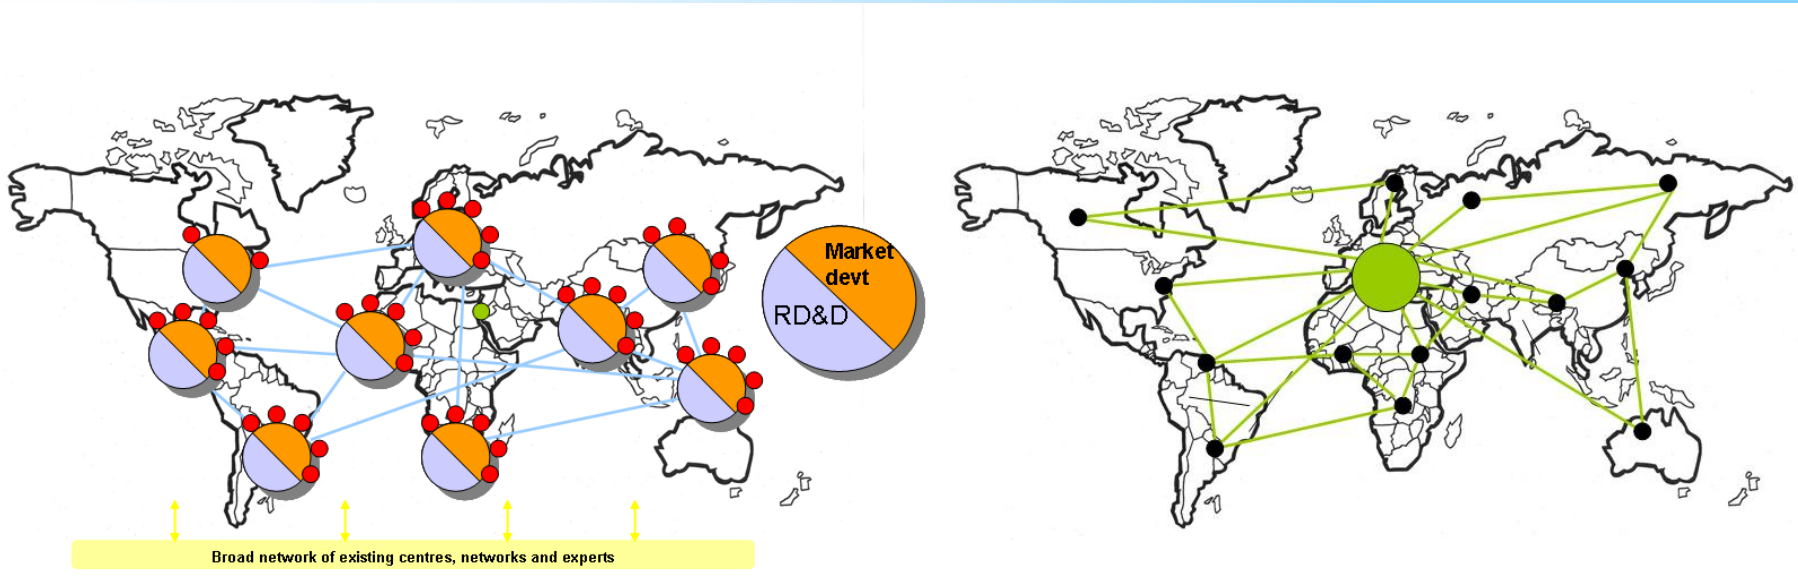 Market
devt
RD&D
Broad network of existing centres, networks and experts